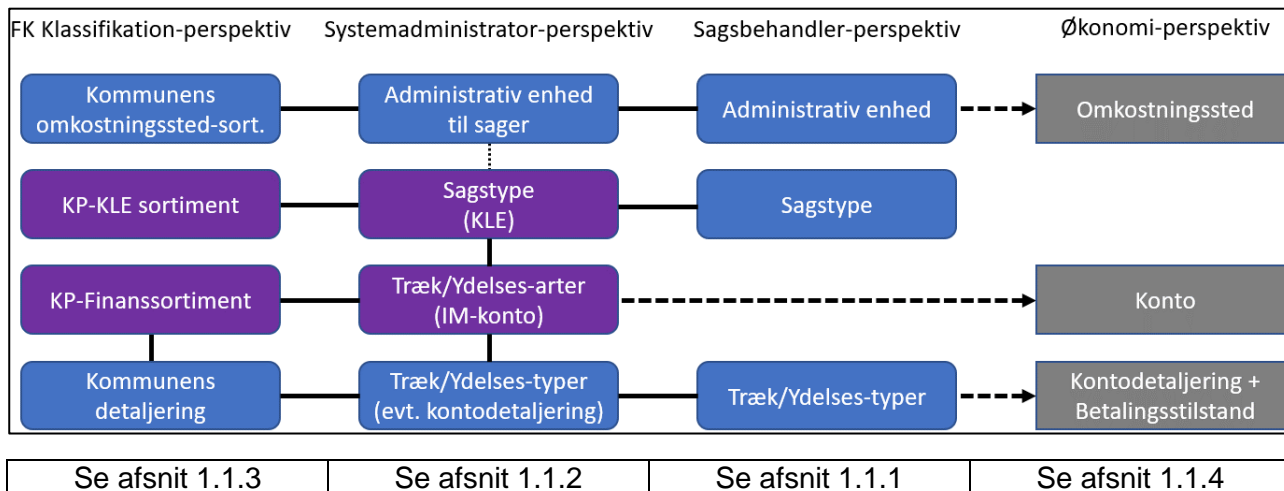 FK Klassifikation-perspektiv
Systemadministrator-perspektiv
Sagsbehandler-perspektiv
Økonomi-perspektiv
Kommunens
omkostningssted-sort.
Administrativ enhed
til sager
Administrativ enhed
Omkostningssted
KP-KLE sortiment
Sagstype
(KLE)
Sagstype
KP-Finanssortiment
Træk/Ydelses-arter
(IM-konto)
Konto
Kommunens
detaljering
Træk/Ydelses-typer
(evt. kontodetaljering)
Træk/Ydelses-typer
Kontodetaljering +
Betalingsstilstand
Se afsnit 1.1.3
Se afsnit 1.1.2
Se afsnit 1.1.1
Se afsnit 1.1.4